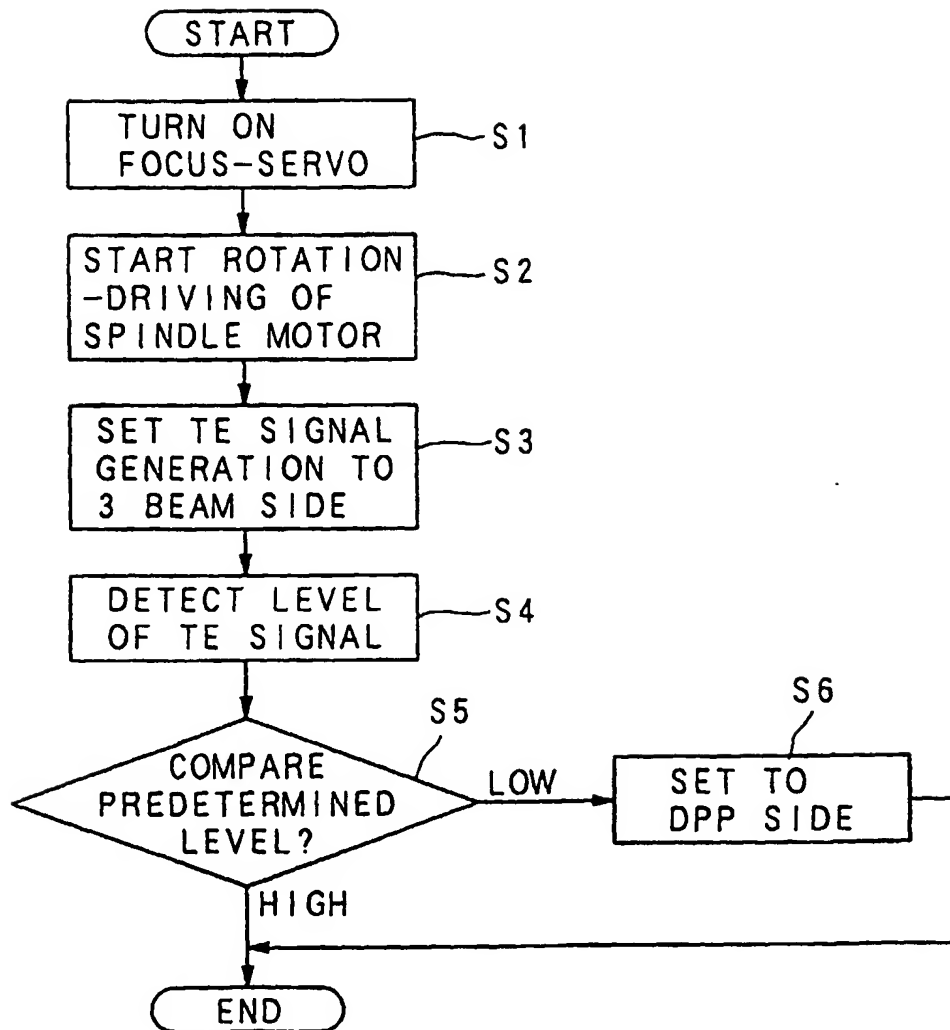 START
TURN ON
FOCUS-SERVO
S1
START ROTATION
-DRIVING OF
SPINDLE MOTOR
S2
SET TE SIGNAL
GENERATION TO
3 BEAM SIDE
S3
DETECT LEVEL
OF TE SIGNAL
S4
COMPARE
PREDETERMINED
LEVEL?
S5
LOW
SET TO
DPP SIDE
S6
HIGH
END